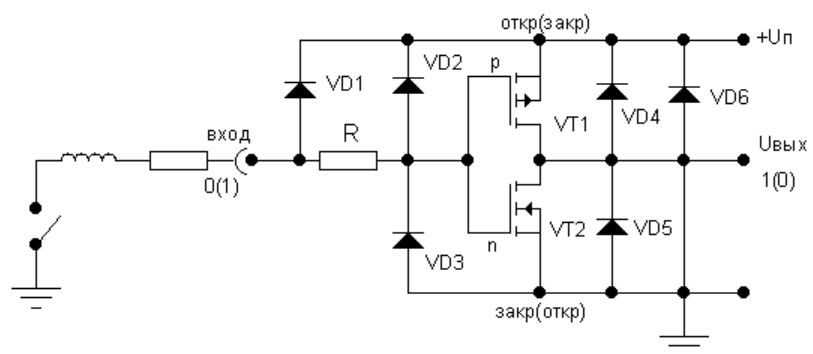 откр(закр)
+Uп
p
VD2
VD1
VD4
VD6
VT1
вход
R
Uвых
0(1)
1(0)
VT2
VD5
VD3
n
закр(откр)